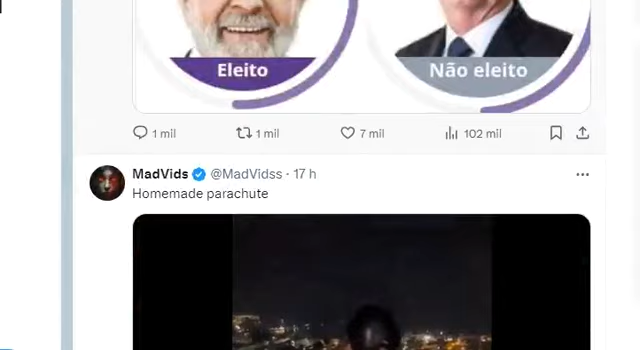 Eleito
Não eleito
1 mil
1 mil
7 mil
102 mil
MadVids @MadVidss · 17 h
Homemade parachute